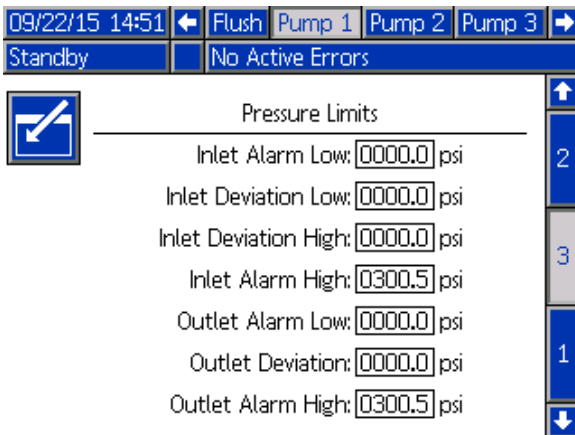 09/22/15 14:51 Flush Pump 1 Pump 2 Pump 3
Standby No Active Errors
Pressure Limits
Inlet Alarm Low: 0000.0 psi
2
Inlet Deviation Low: 0000.0 psi
Inlet Deviation High: 0000.0 psi
3
Inlet Alarm High: 0300.5 psi
Outlet Alarm Low: 0000.0 psi
Outlet Deviation: 0000.0 psi
1
Outlet Alarm High: 0300.5 psi